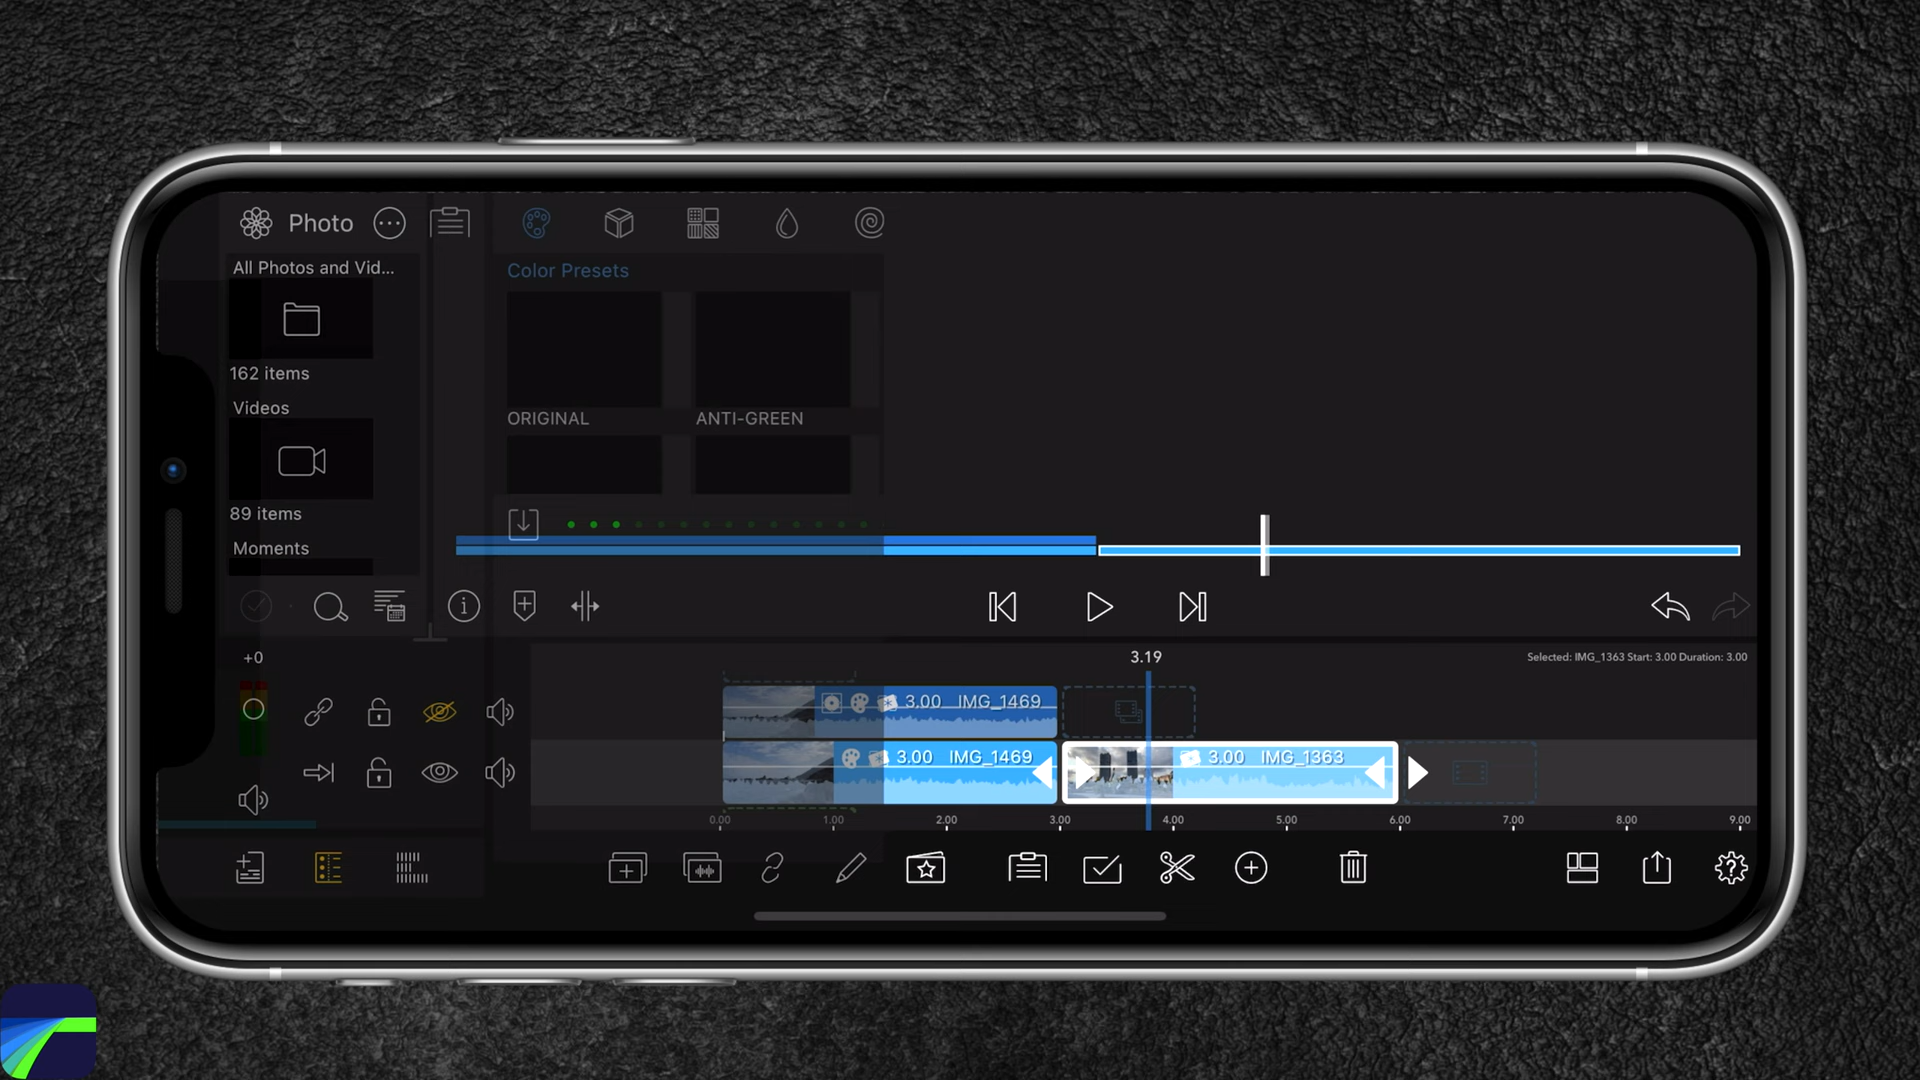 Photo
All Photos and Vid...
162 items
Videos
89 items
Moments
Color Presets
ORIGINAL
ANTI-GREEN
+0
3.19
Selected: IMG_1363 Start: 3.00 Duration: 3.00
3.00 IMG_1469
3.00 IMG_1469
3.00 IMG_1363
0.00 1.00 2.00 3.00 4.00 5.00 6.00 7.00 8.00 9.00